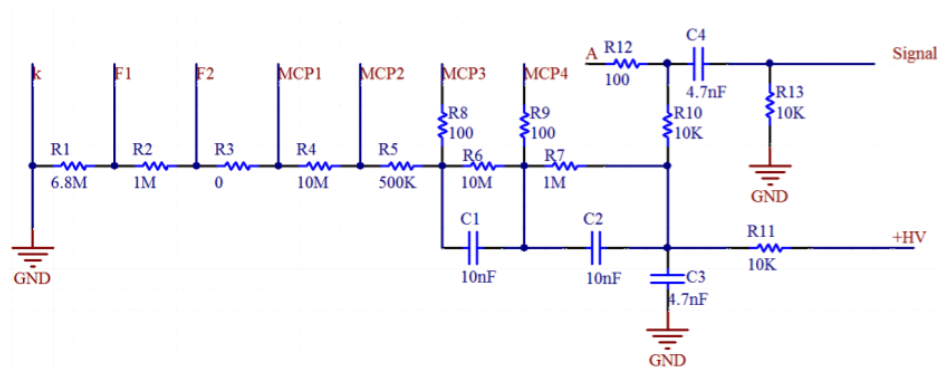 C4
R12
A
Signal
k
F1
F2
MCP1
MCP2
MCP3
MCP4
100
4.7nF
R13
10K
R8
100
R9
100
R10
10K
R1
R2
R3
R4
R5
R6
R7
6.8M
1M
0
10M
500K
10M
1M
GND
C1
C2
R11
+HV
10nF
10nF
10K
GND
C3
4.7nF
GND